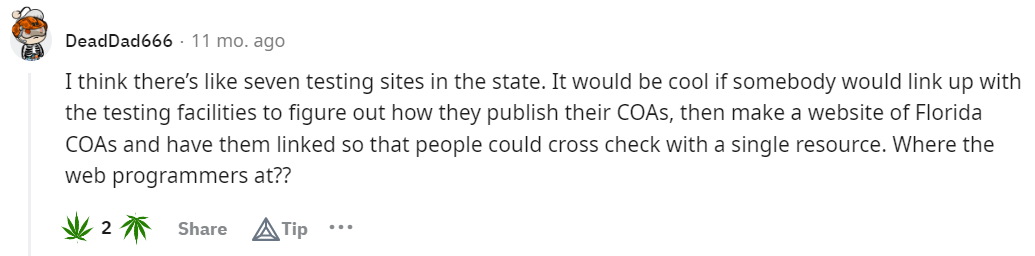 DeadDad666 · 11 mo. ago
I think there’s like seven testing sites in the state. It would be cool if somebody would link up with
the testing facilities to figure out how they publish their COAs, then make a website of Florida
COAs and have them linked so that people could cross check with a single resource. Where the
web programmers at??
2 Share Tip ···